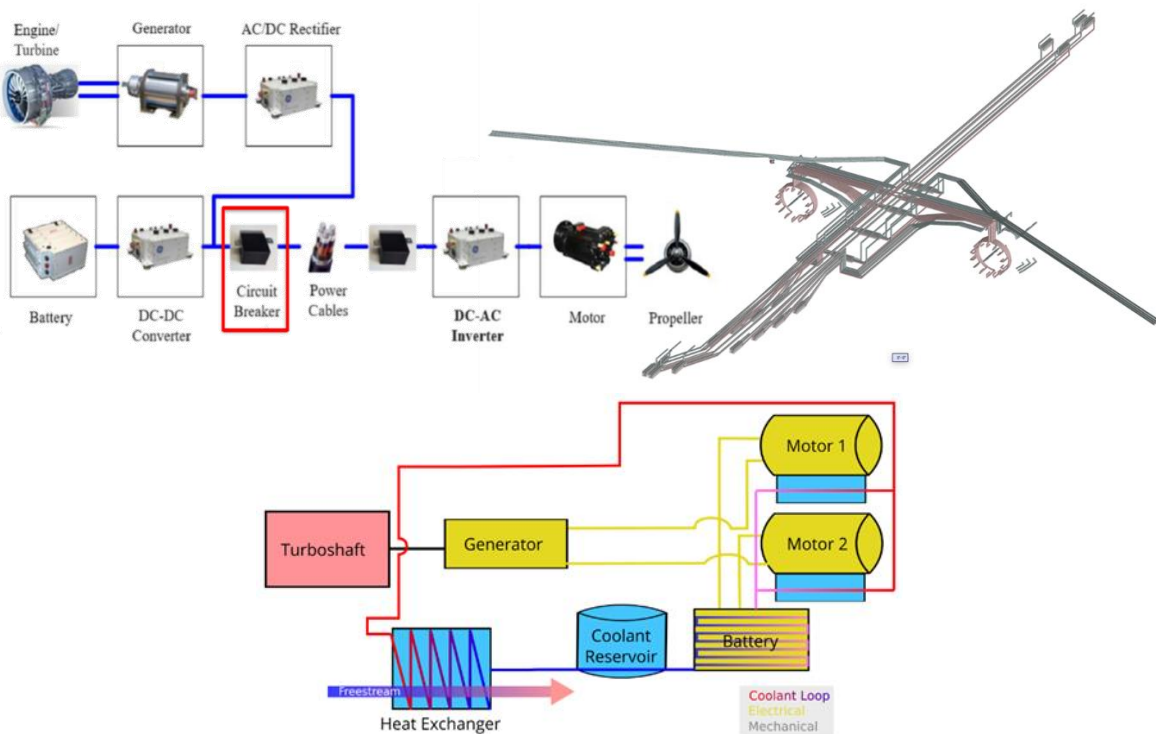 Engine/
Turbine
Generator
AC/DC Rectifier
Battery
DC-DC
Converter
Circuit
Breaker
Power
Cables
DC-AC
Inverter
Motor
Propeller
Turboshaft
Generator
Motor 1
Motor 2
Coolant
Reservoir
Battery
Freestream
Heat Exchanger
Coolant Loop
Electrical
Mechanical